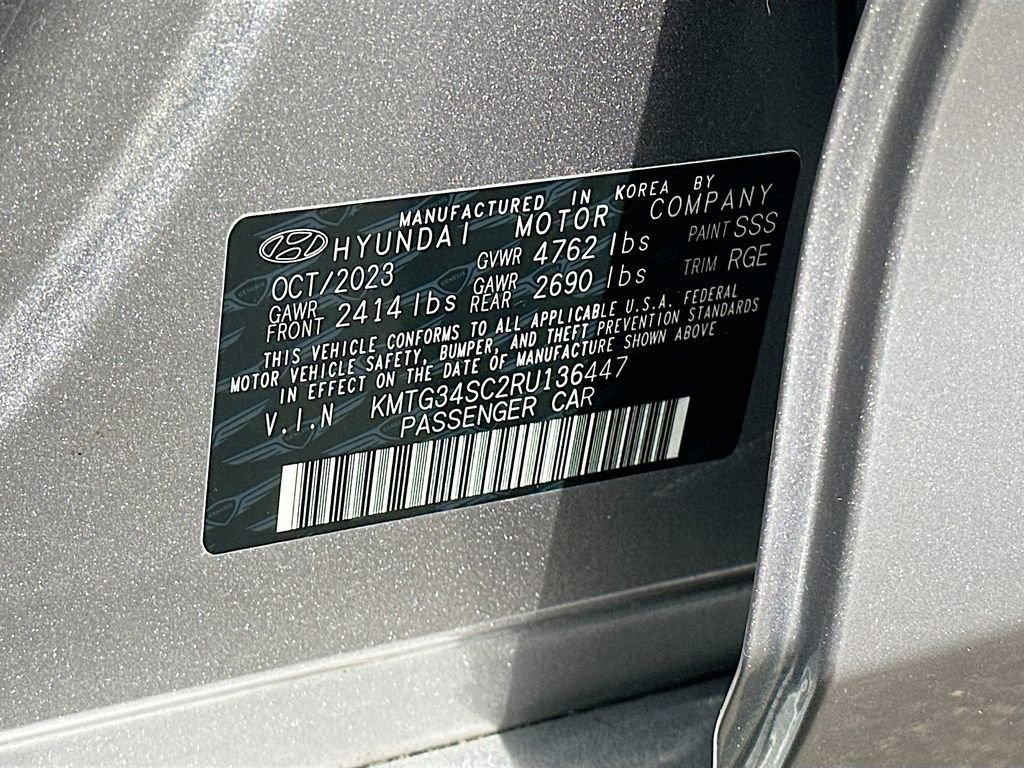 MANUFACTURED IN KOREA BY
HYUNDAI MOTOR COMPANY
OCT/2023 GVWR 4762 lbs PAINT SSS
GAWR FRONT 2414 lbs GAWR REAR 2690 lbs TRIM RGE
THIS VEHICLE CONFORMS TO ALL APPLICABLE U.S.A. FEDERAL
MOTOR VEHICLE SAFETY, BUMPER, AND THEFT PREVENTION STANDARDS
IN EFFECT ON THE DATE OF MANUFACTURE SHOWN ABOVE
V.I.N KMTG34SC2RU136447
PASSENGER CAR
GENESIS